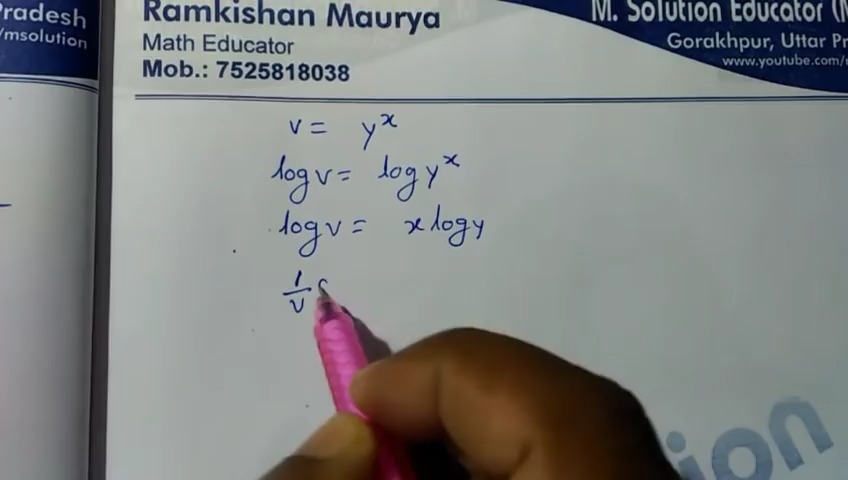 Pradesh
/msolution
Ramkishan Maurya
Math Educator
Mob.: 7525818038
M. Solution Educator (M
Gorakhpur, Uttar Pr
www.youtube.com/
v = y^x
log v = log y^x
log v = x log y
1/v
ion